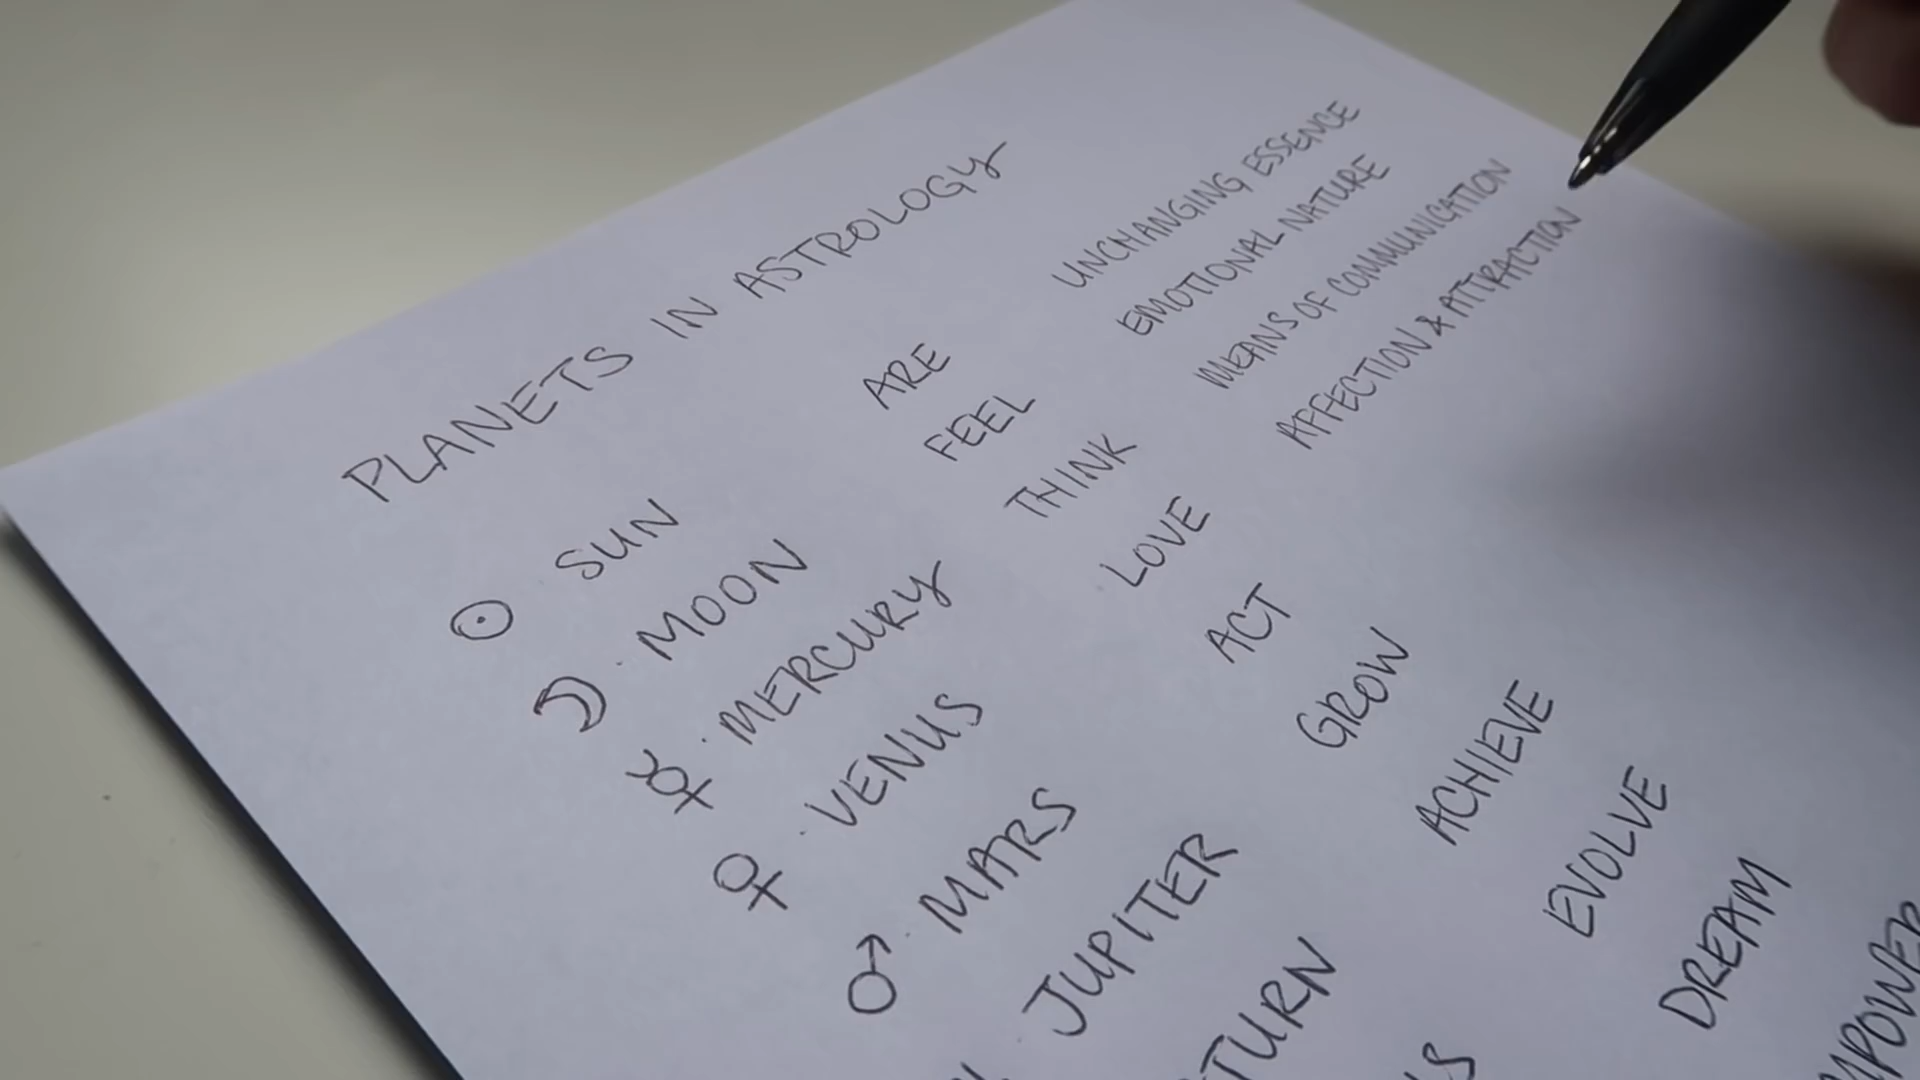 PLANETS IN ASTROLOGY
☉ SUN ARE UNCHANGING ESSENCE
☽ MOON FEEL EMOTIONAL NATURE
☿ MERCURY THINK MEANS OF COMMUNICATION
♀ VENUS LOVE AFFECTION & ATTRACTION
♂ MARS ACT
JUPITER GROW
TURN ACHIEVE
EVOLVE
DREAM